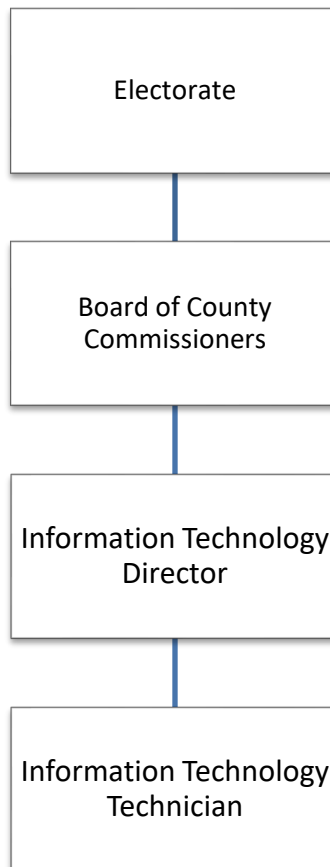 Electorate
Board of County
Commissioners
Information Technology
Director
Information Technology
Technician